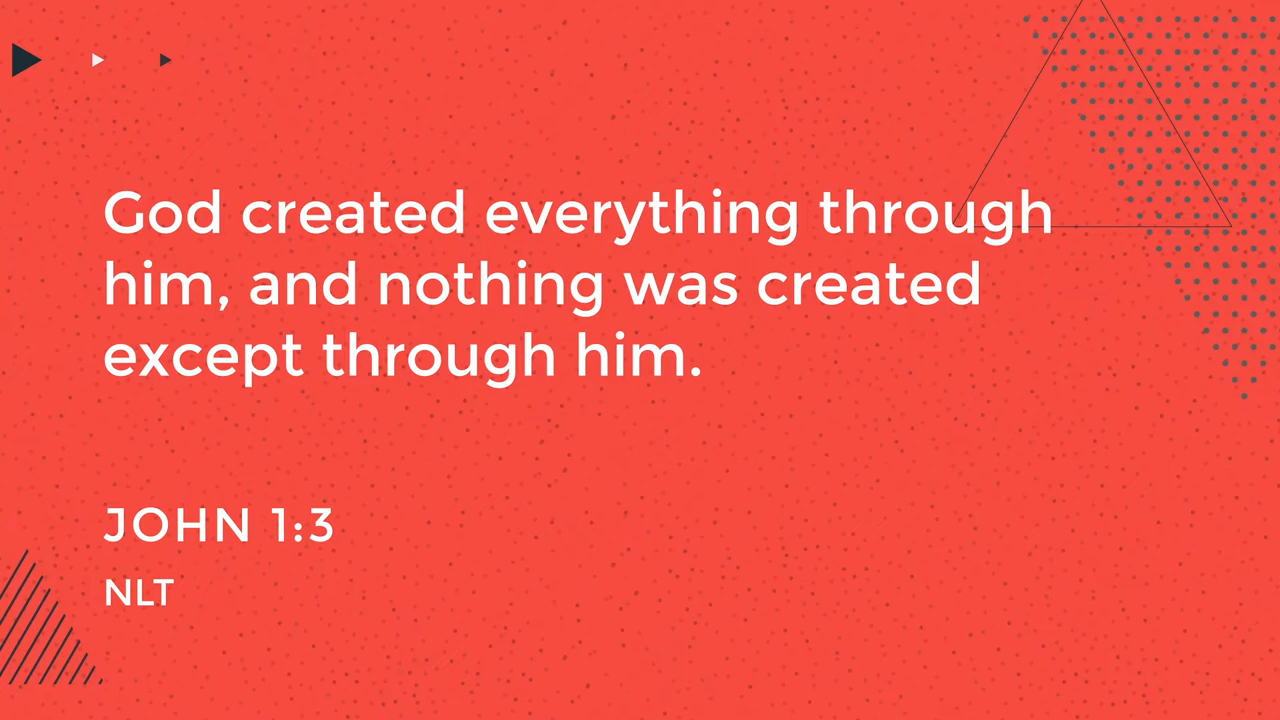 God created everything through
him, and nothing was created
except through him.
JOHN 1:3
NLT